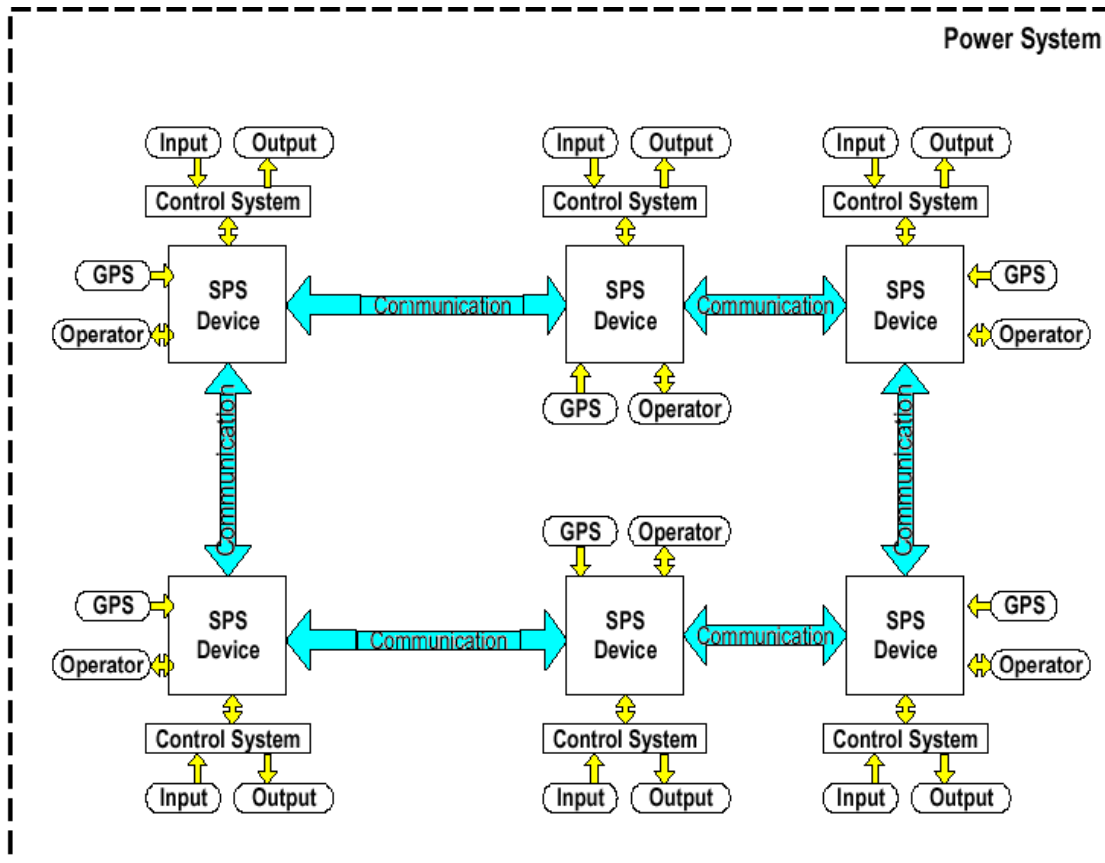 Power System
Input Output
Input Output
Input Output
Control System
Control System
Control System
GPS
SPS
Device
Operator
Communication
SPS
Device
Communication
SPS
Device
GPS
Operator
GPS Operator
Communication
Communication
GPS Operator
GPS
SPS
Device
Operator
Communication
SPS
Device
Communication
SPS
Device
GPS
Operator
Control System
Control System
Control System
Input Output
Input Output
Input Output